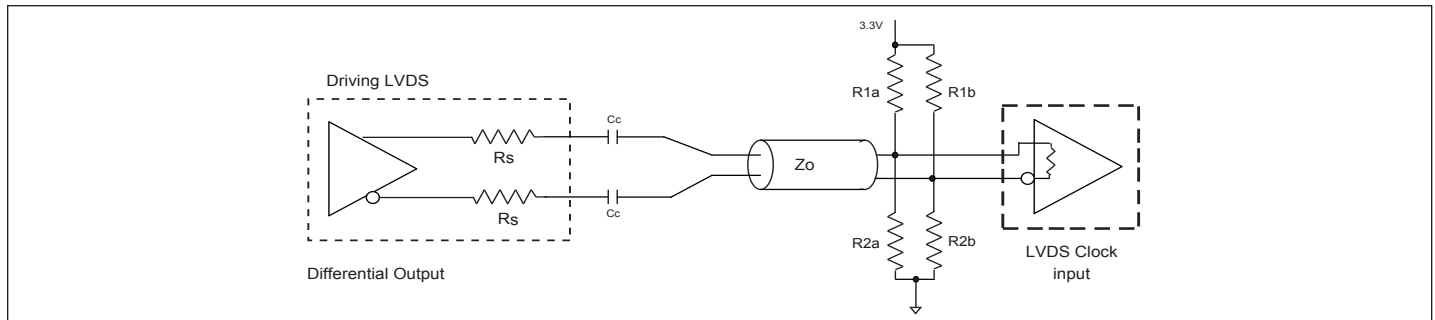 3.3V
Driving LVDS
R1a
R1b
Cc
Rs
Zo
Cc
Rs
R2a
R2b
LVDS Clock
input
Differential Output